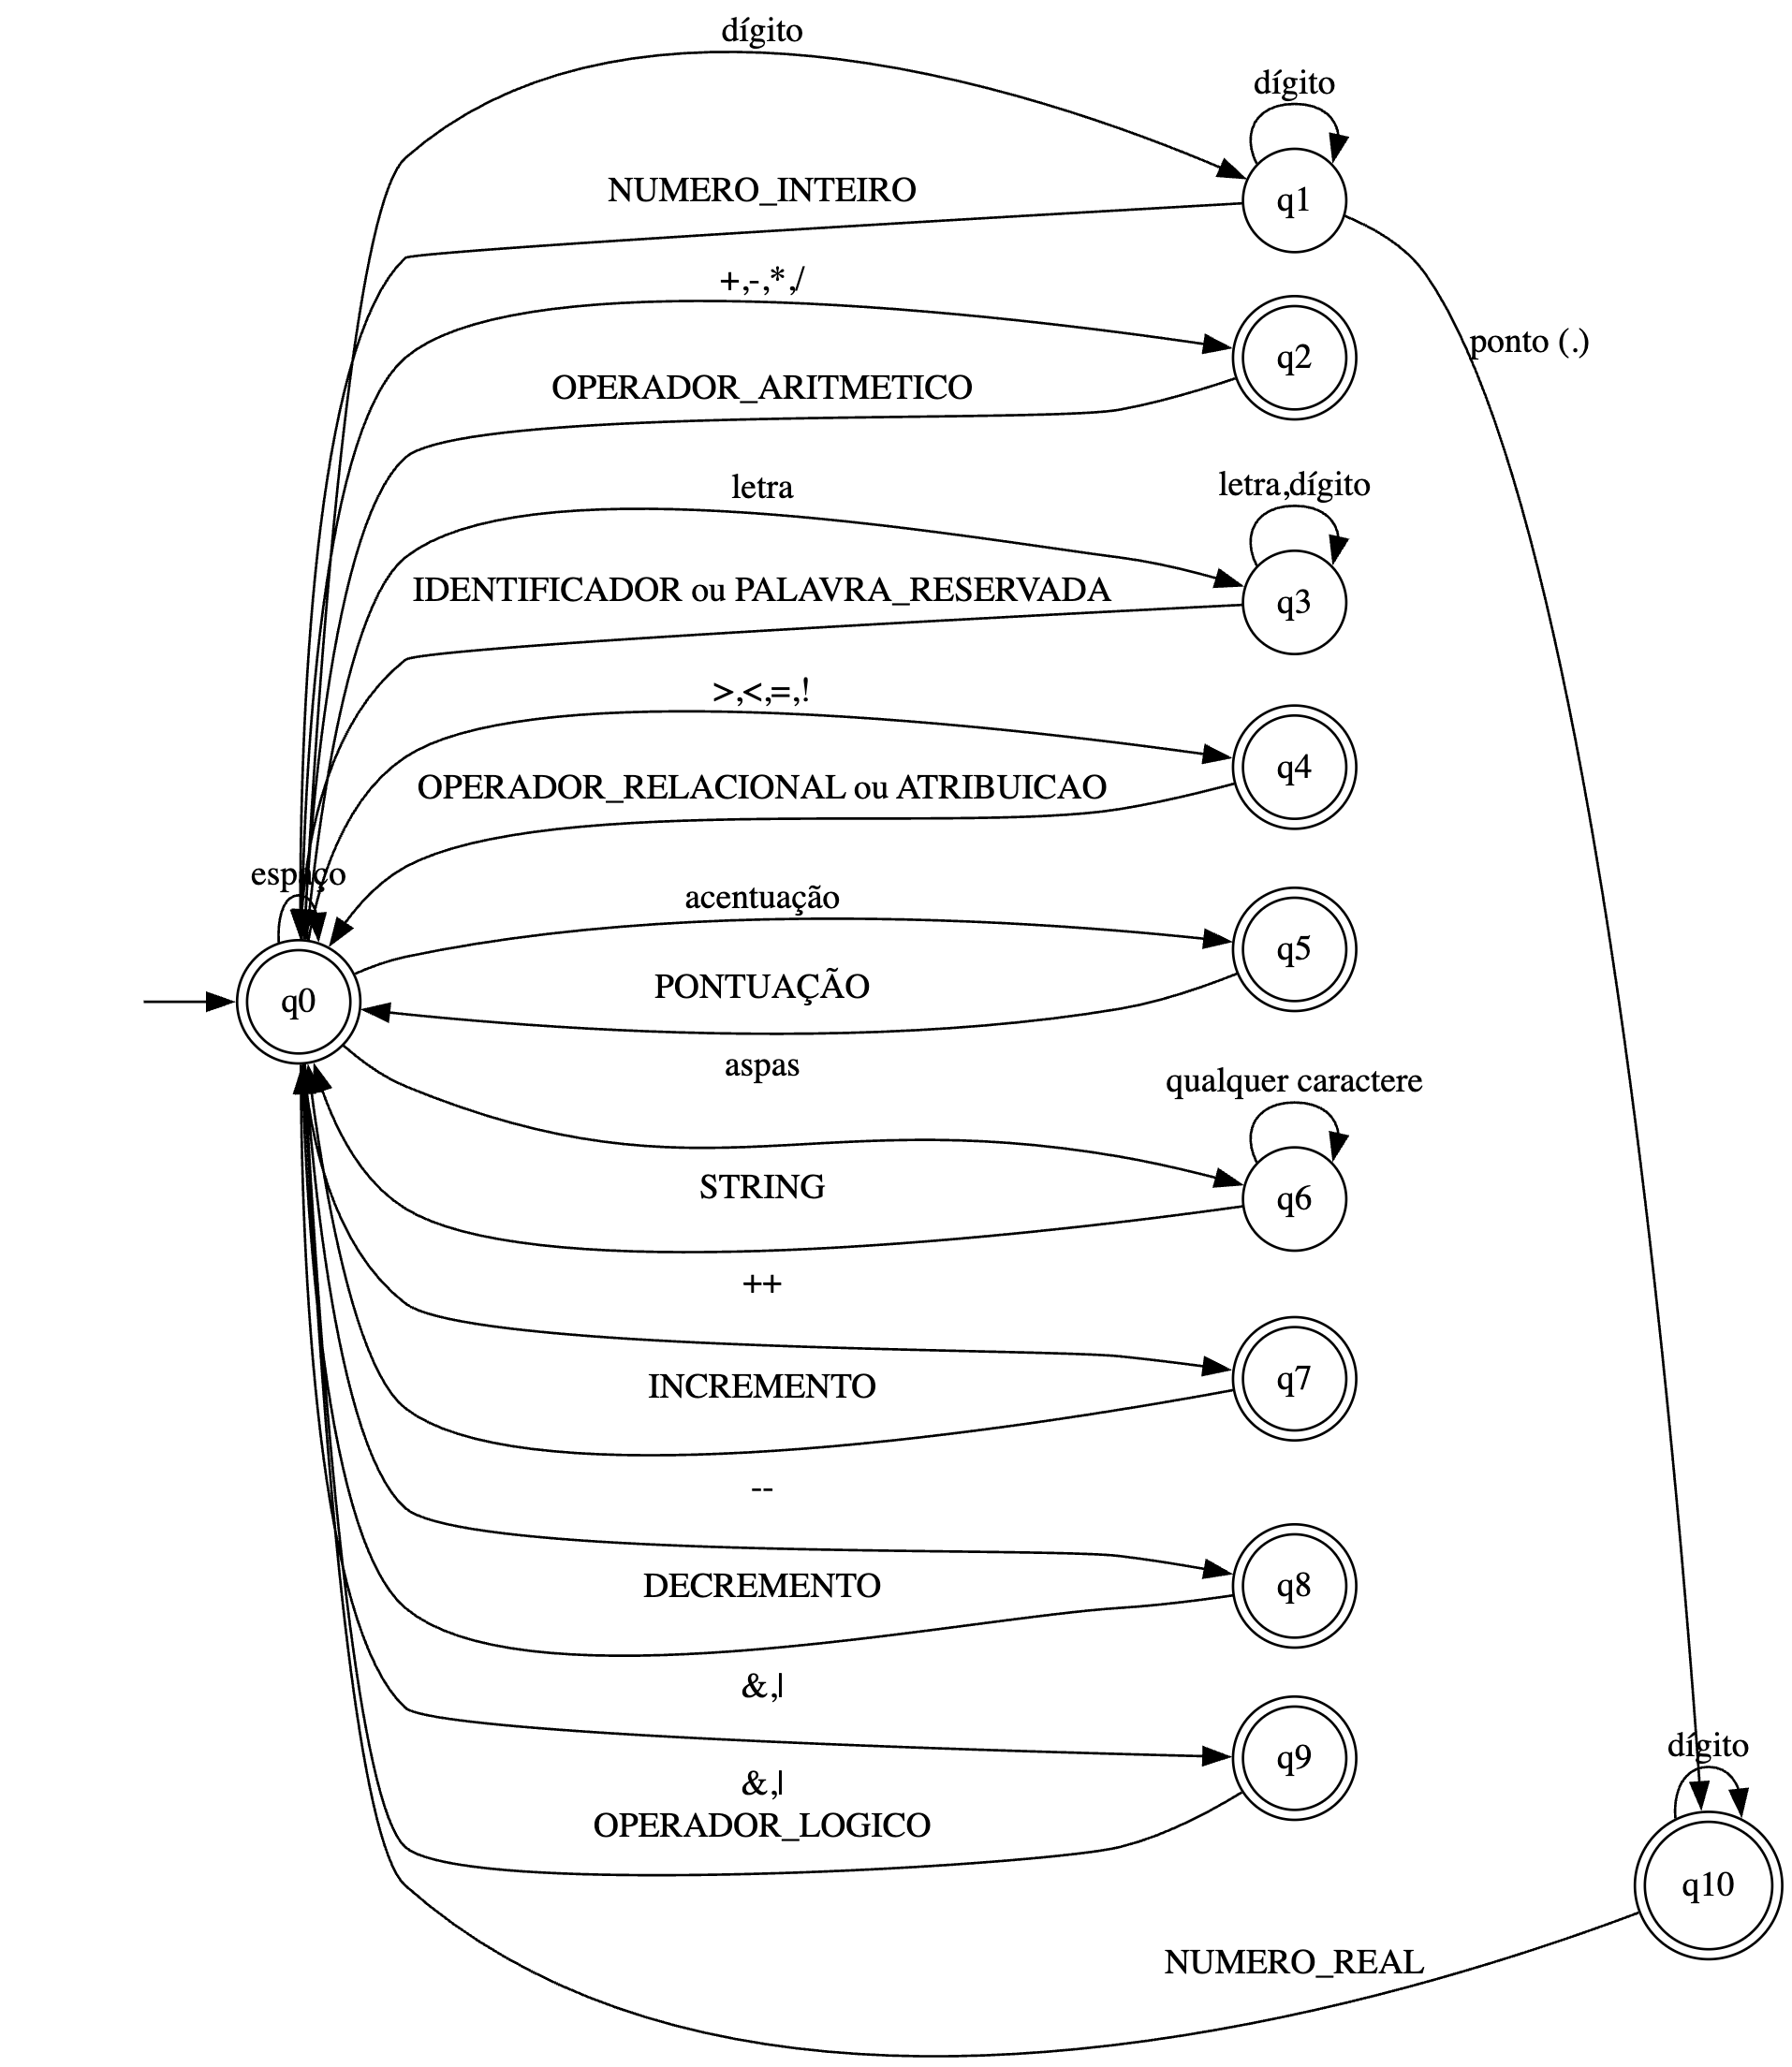 dígito
dígito
q1
NUMERO_INTEIRO
+,-,*,/
ponto (.)
q2
OPERADOR_ARITMETICO
letra
letra,dígito
IDENTIFICADOR ou PALAVRA_RESERVADA
q3
>,<,=,!
q4
OPERADOR_RELACIONAL ou ATRIBUICAO
espaço
acentuação
q5
PONTUAÇÃO
q0
aspas
qualquer caractere
STRING
q6
++
q7
INCREMENTO
--
DECREMENTO
q8
&,|
q9
dígito
&,|
OPERADOR_LOGICO
q10
NUMERO_REAL